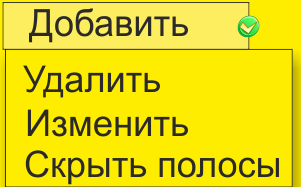 Добавить
Удалить
Изменить
Скрыть полосы